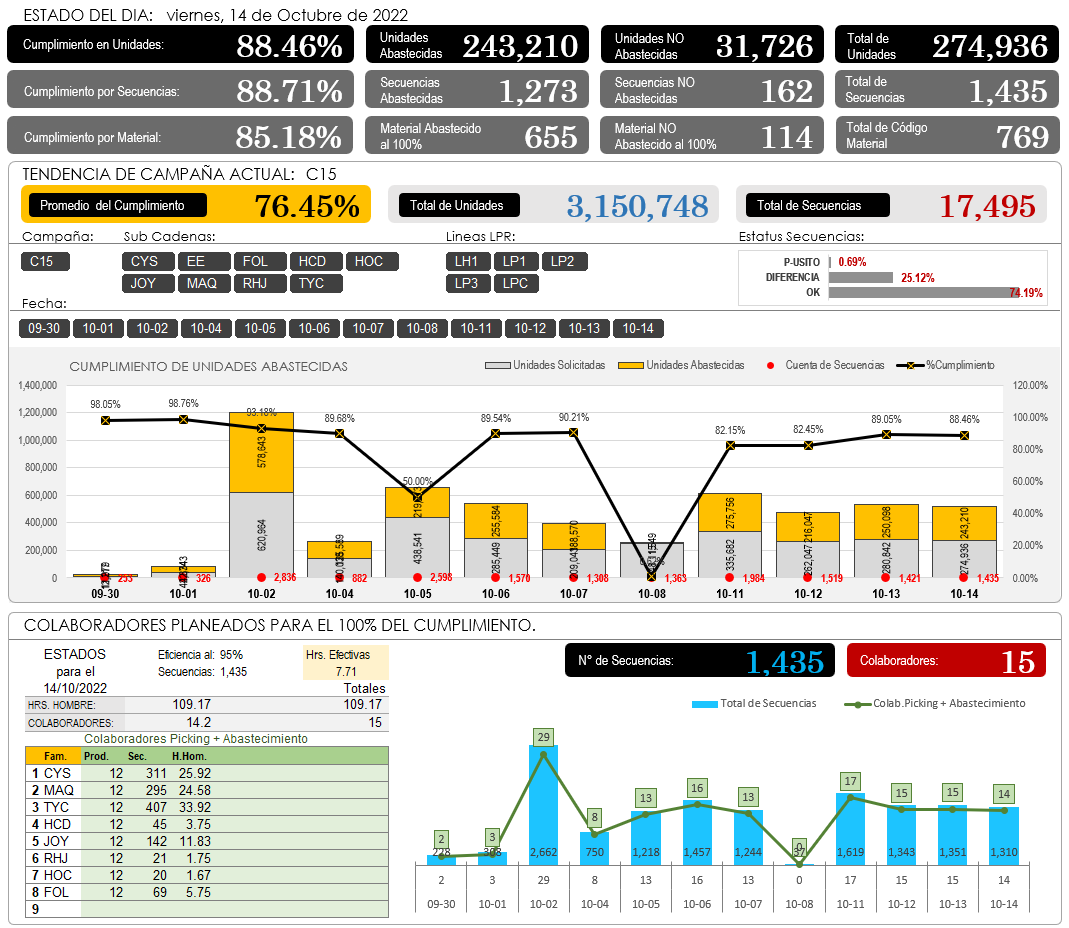 ESTADO DEL DIA: viernes, 14 de Octubre de 2022
Cumplimiento en Unidades: 88.46% Unidades Abastecidas 243,210 Unidades NO Abastecidas 31,726 Total de Unidades 274,936
Cumplimiento por Secuencias: 88.71% Secuencias Abastecidas 1,273 Secuencias NO Abastecidas 162 Total de Secuencias 1,435
Cumplimiento por Material: 85.18% Material Abastecido al 100% 655 Material NO Abastecido al 100% 114 Total de Código Material 769
TENDENCIA DE CAMPAÑA ACTUAL: C15
Promedio del Cumplimiento 76.45% Total de Unidades 3,150,748 Total de Secuencias 17,495
Campaña: Sub Cadenas: Lineas LPR: Estatus Secuencias:
C15 CYS EE FOL HCD HOC LH1 LP1 LP2
JOY MAQ RHJ TYC LP3 LPC
P-USITO 0.69%
DIFERENCIA 25.12%
OK 74.19%
Fecha:
09-30 10-01 10-02 10-04 10-05 10-06 10-07 10-08 10-11 10-12 10-13 10-14
CUMPLIMIENTO DE UNIDADES ABASTECIDAS
Unidades Solicitadas Unidades Abastecidas Cuenta de Secuencias %Cumplimiento
1,400,000 120.00%
1,200,000 100.00%
1,000,000 80.00%
800,000 60.00%
600,000 40.00%
400,000 20.00%
200,000 0.00%
0
98.05% 98.76% 93.18% 89.68% 50.00% 89.54% 90.21% 82.15% 82.45% 89.05% 88.46%
578,643 255,584 188,570 275,756 216,047 250,098 243,210
620,964 438,541 285,449 209,043 335,682 262,047 280,842 274,936
253 326 2,836 882 2,598 1,570 1,308 1,363 1,984 1,519 1,421 1,435
09-30 10-01 10-02 10-04 10-05 10-06 10-07 10-08 10-11 10-12 10-13 10-14
COLABORADORES PLANEADOS PARA EL 100% DEL CUMPLIMIENTO.
ESTADOS para el 14/10/2022
Eficiencia al: 95%
Secuencias: 1,435
Hrs. Efectivas
7.71
Totales
HRS. HOMBRE: 109.17 109.17
COLABORADORES: 14.2 15
Colaboradores Picking + Abastecimiento
Fam. Prod. Sec. H.Hom.
1 CYS 12 311 25.92
2 MAQ 12 295 24.58
3 TYC 12 407 33.92
4 HCD 12 45 3.75
5 JOY 12 142 11.83
6 RHJ 12 21 1.75
7 HOC 12 20 1.67
8 FOL 12 69 5.75
9
N° de Secuencias: 1,435 Colaboradores: 15
Total de Secuencias Colab.Picking + Abastecimiento
2 3 29 8 13 16 13 0 17 15 15 14
228 308 2,662 750 1,218 1,457 1,244 1,619 1,343 1,351 1,310
2 3 29 8 13 16 13 0 17 15 15 14
09-30 10-01 10-02 10-04 10-05 10-06 10-07 10-08 10-11 10-12 10-13 10-14